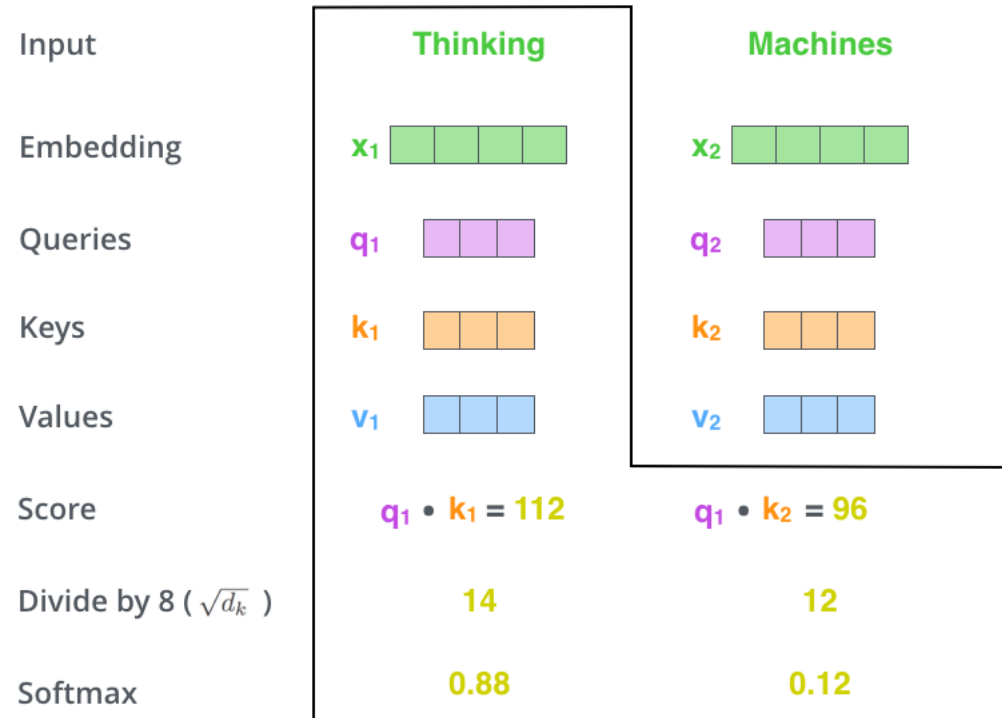 Input Thinking Machines
Embedding x₁ x₂
Queries q₁ q₂
Keys k₁ k₂
Values v₁ v₂
Score q₁ • k₁ = 112 q₁ • k₂ = 96
Divide by 8 ( √dₖ ) 14 12
Softmax 0.88 0.12